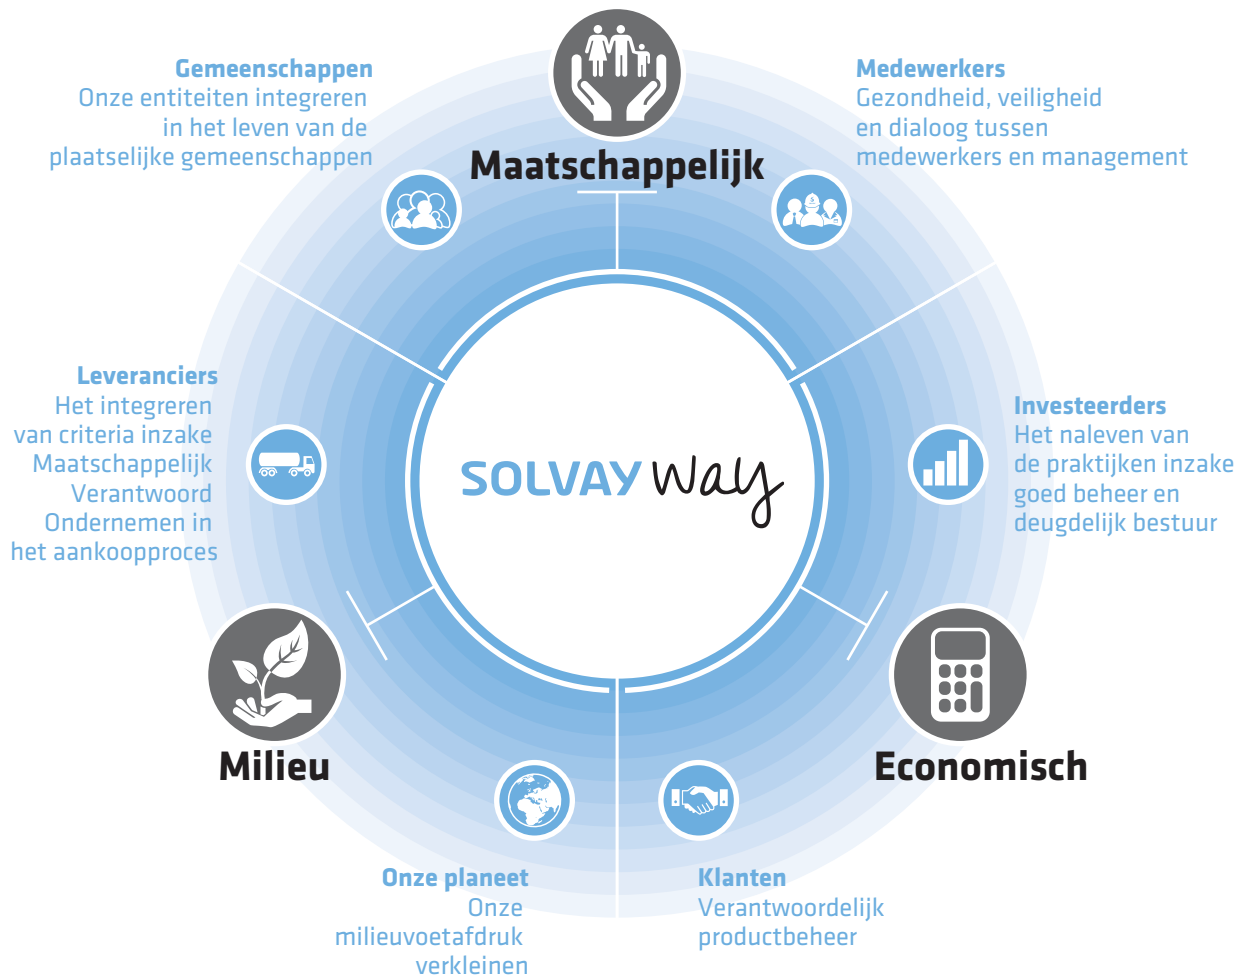 Gemeenschappen
Onze entiteiten integreren
in het leven van de
plaatselijke gemeenschappen
Maatschappelijk
Medewerkers
Gezondheid, veiligheid
en dialoog tussen
medewerkers en management
Leveranciers
Het integreren
van criteria inzake
Maatschappelijk
Verantwoord
Ondernemen in
het aankoopproces
SOLVAY way
Investeerders
Het naleven van
de praktijken inzake
goed beheer en
deugdelijk bestuur
Milieu
Economisch
Onze planeet
Onze
milieuvoetafdruk
verkleinen
Klanten
Verantwoordelijk
productbeheer